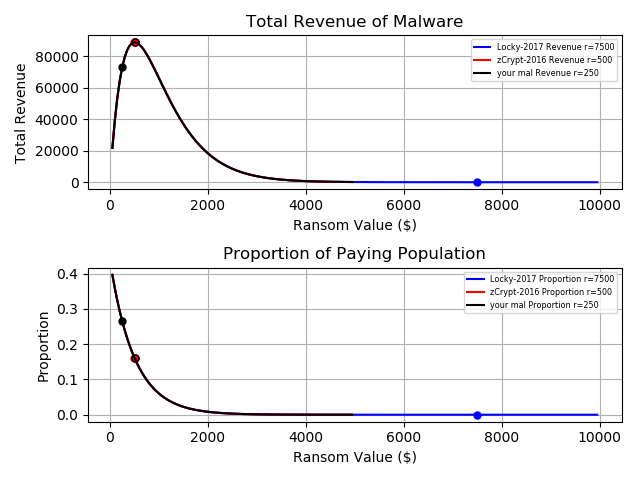 Total Revenue of Malware
Total Revenue
80000
60000
40000
20000
0
Locky-2017 Revenue r=7500
zCrypt-2016 Revenue r=500
your mal Revenue r=250
0 2000 4000 6000 8000 10000
Ransom Value ($)
Proportion of Paying Population
Proportion
0.4
0.3
0.2
0.1
0.0
Locky-2017 Proportion r=7500
zCrypt-2016 Proportion r=500
your mal Proportion r=250
0 2000 4000 6000 8000 10000
Ransom Value ($)